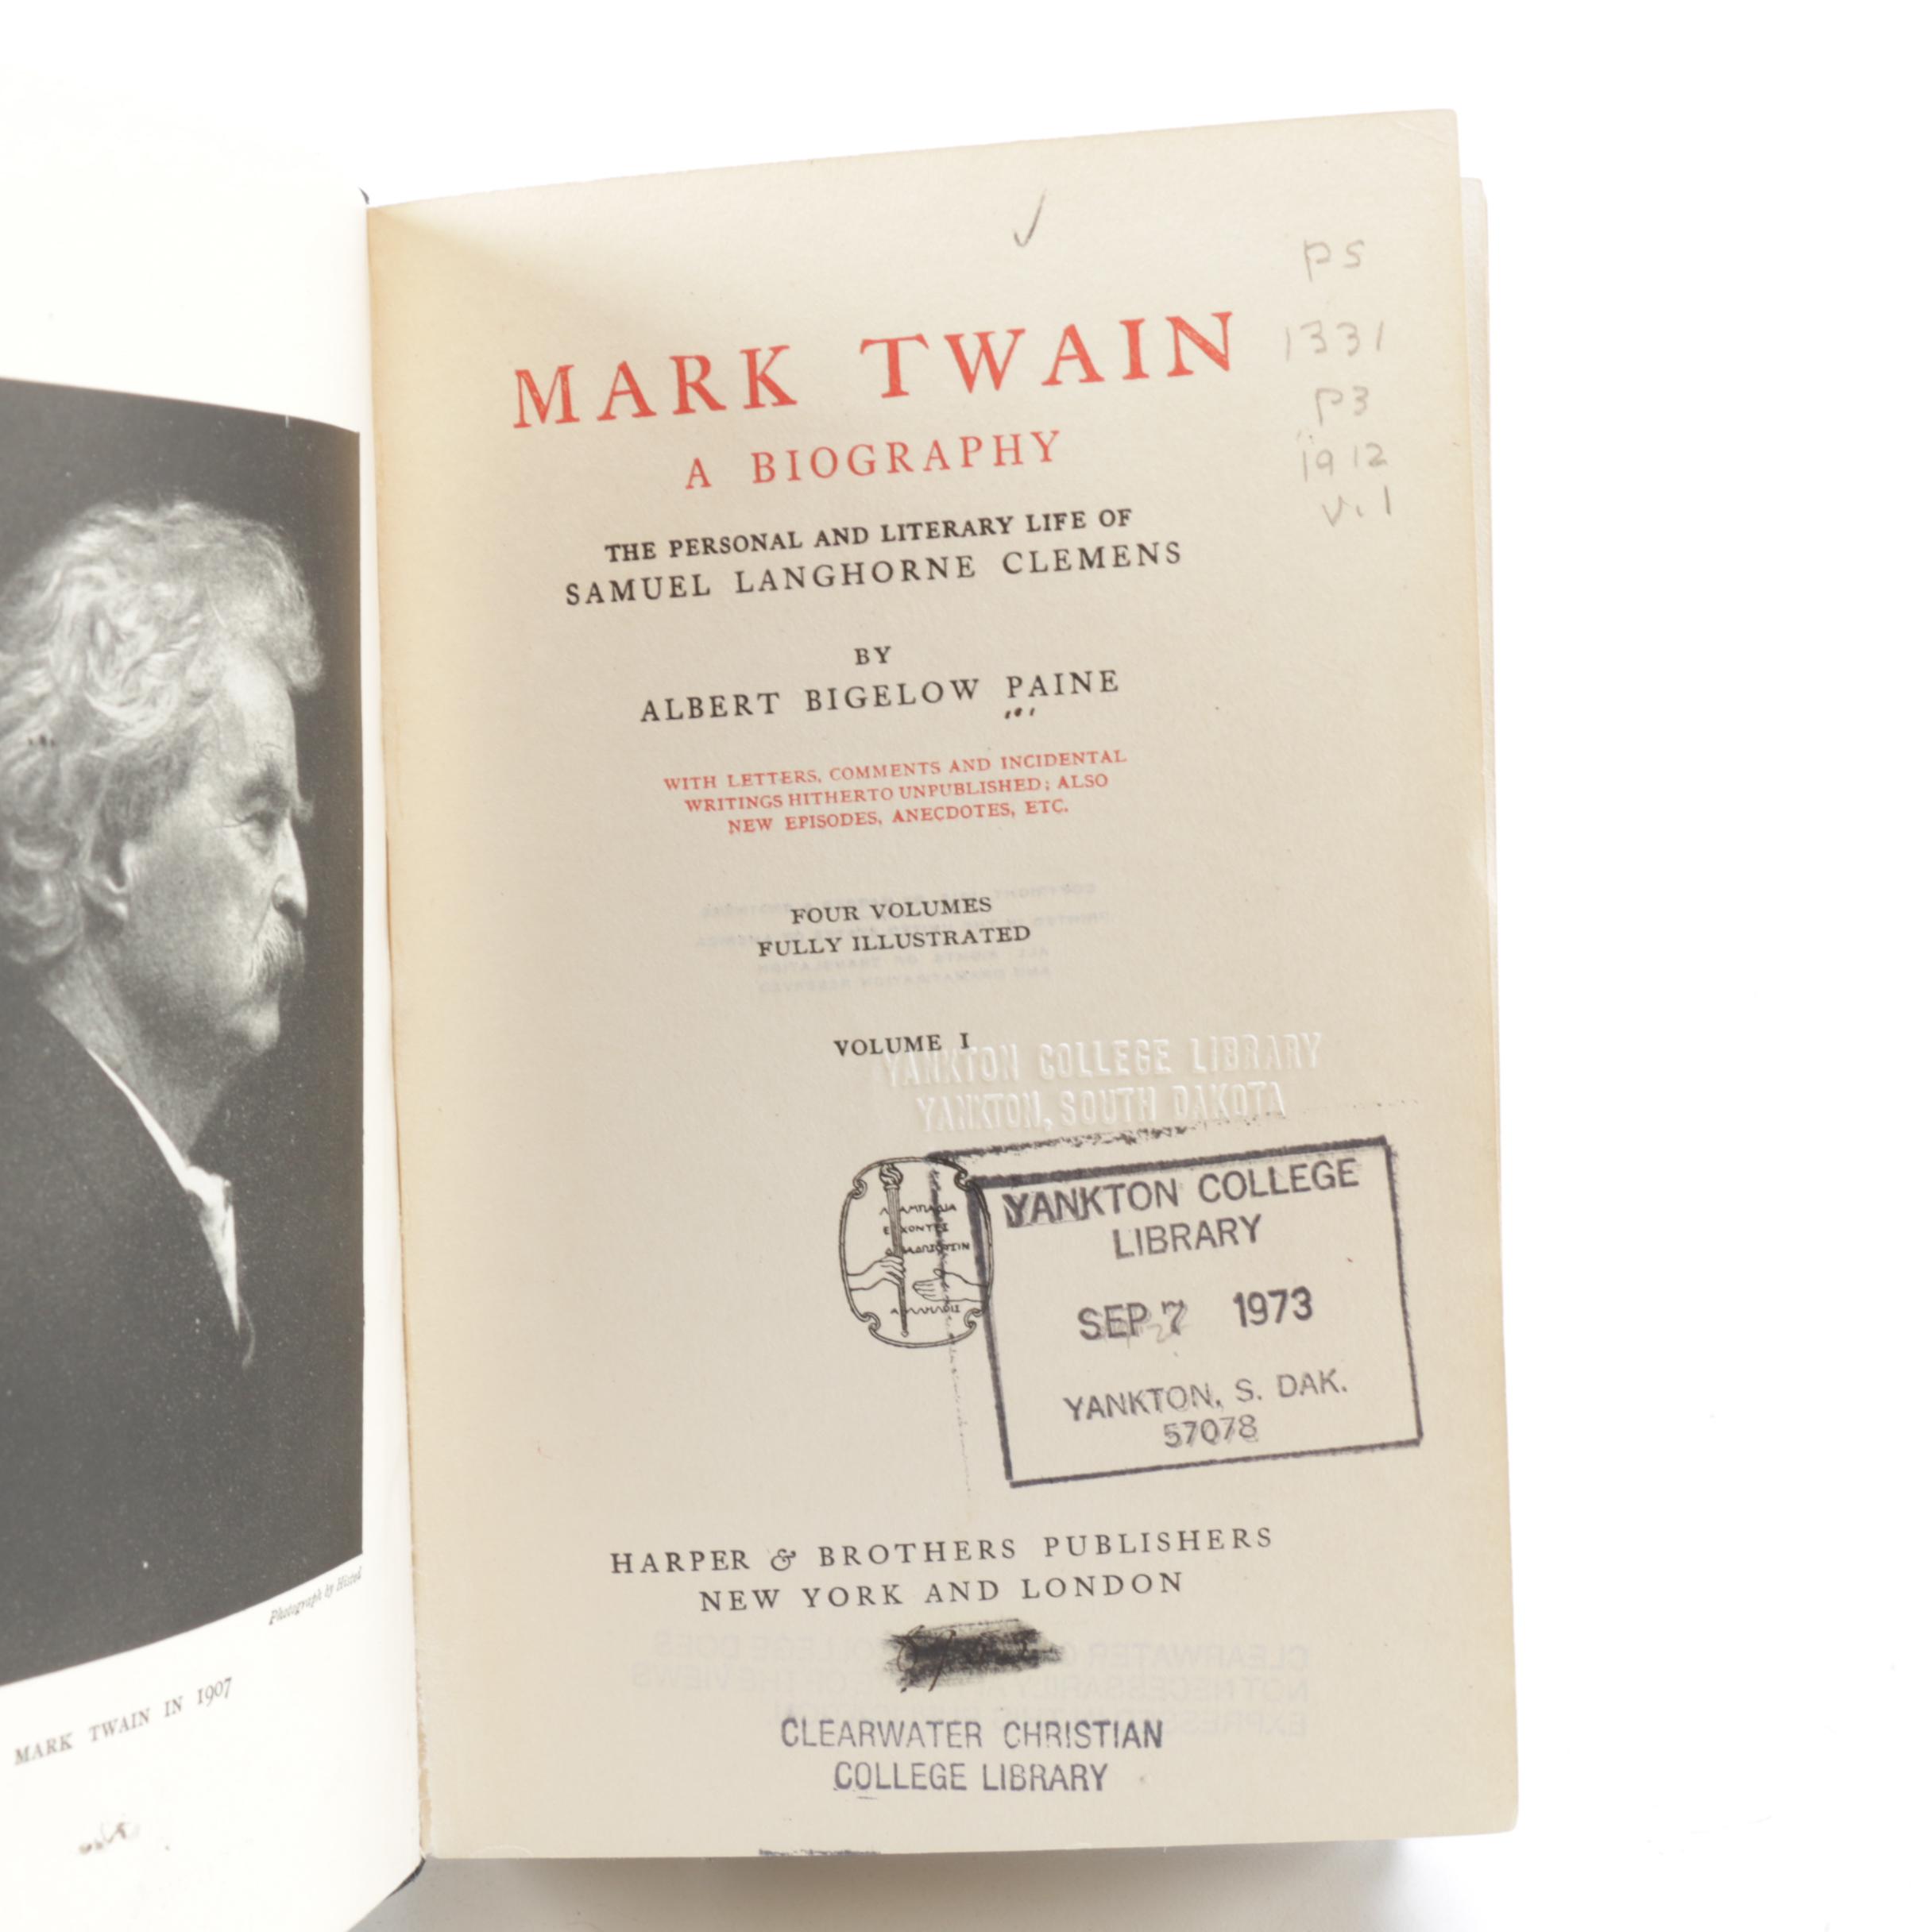 Photograph by Histed
MARK TWAIN IN 1907
PS
1331
P3
1912
v.1
MARK TWAIN
A BIOGRAPHY
THE PERSONAL AND LITERARY LIFE OF
SAMUEL LANGHORNE CLEMENS
BY
ALBERT BIGELOW PAINE
WITH LETTERS, COMMENTS AND INCIDENTAL
WRITINGS HITHERTO UNPUBLISHED; ALSO
NEW EPISODES, ANECDOTES, ETC.
FOUR VOLUMES
FULLY ILLUSTRATED
VOLUME I
YANKTON COLLEGE LIBRARY
YANKTON, SOUTH DAKOTA
YANKTON COLLEGE
LIBRARY
SEP 7 1973
YANKTON, S. DAK.
57078
HARPER & BROTHERS PUBLISHERS
NEW YORK AND LONDON
CLEARWATER CHRISTIAN
COLLEGE LIBRARY